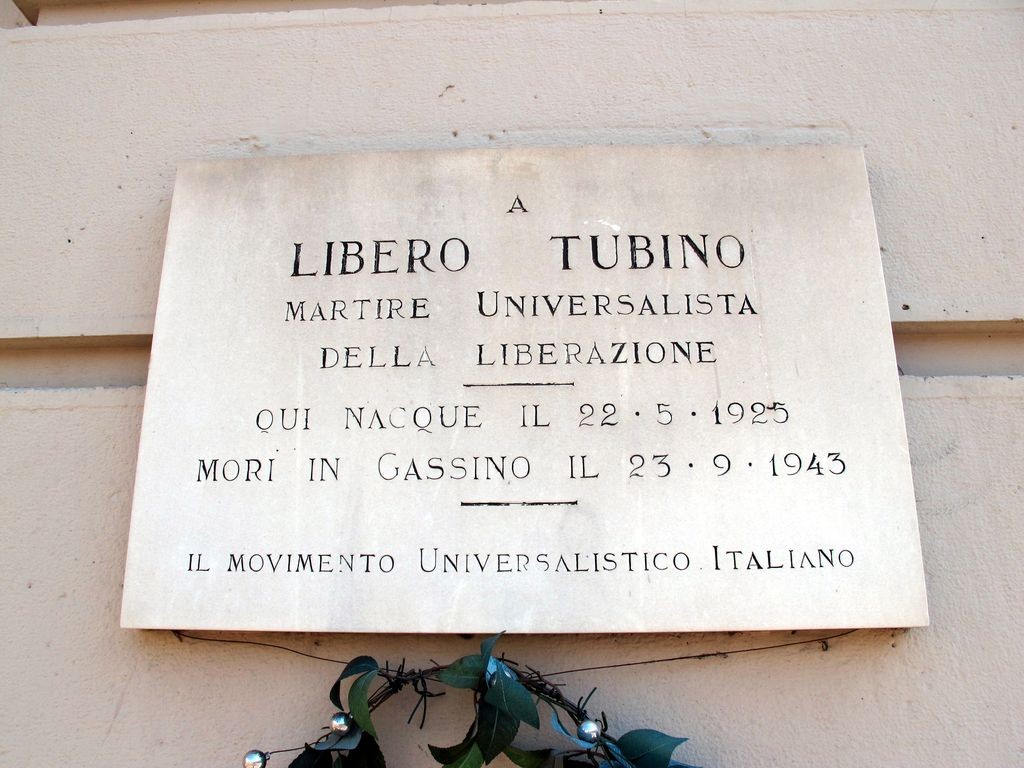 A
LIBERO TUBINO
MARTIRE UNIVERSALISTA
DELLA LIBERAZIONE
QUI NACQUE IL 22·5·1925
MORÌ IN GASSINO IL 23·9·1943
IL MOVIMENTO UNIVERSALISTICO ITALIANO